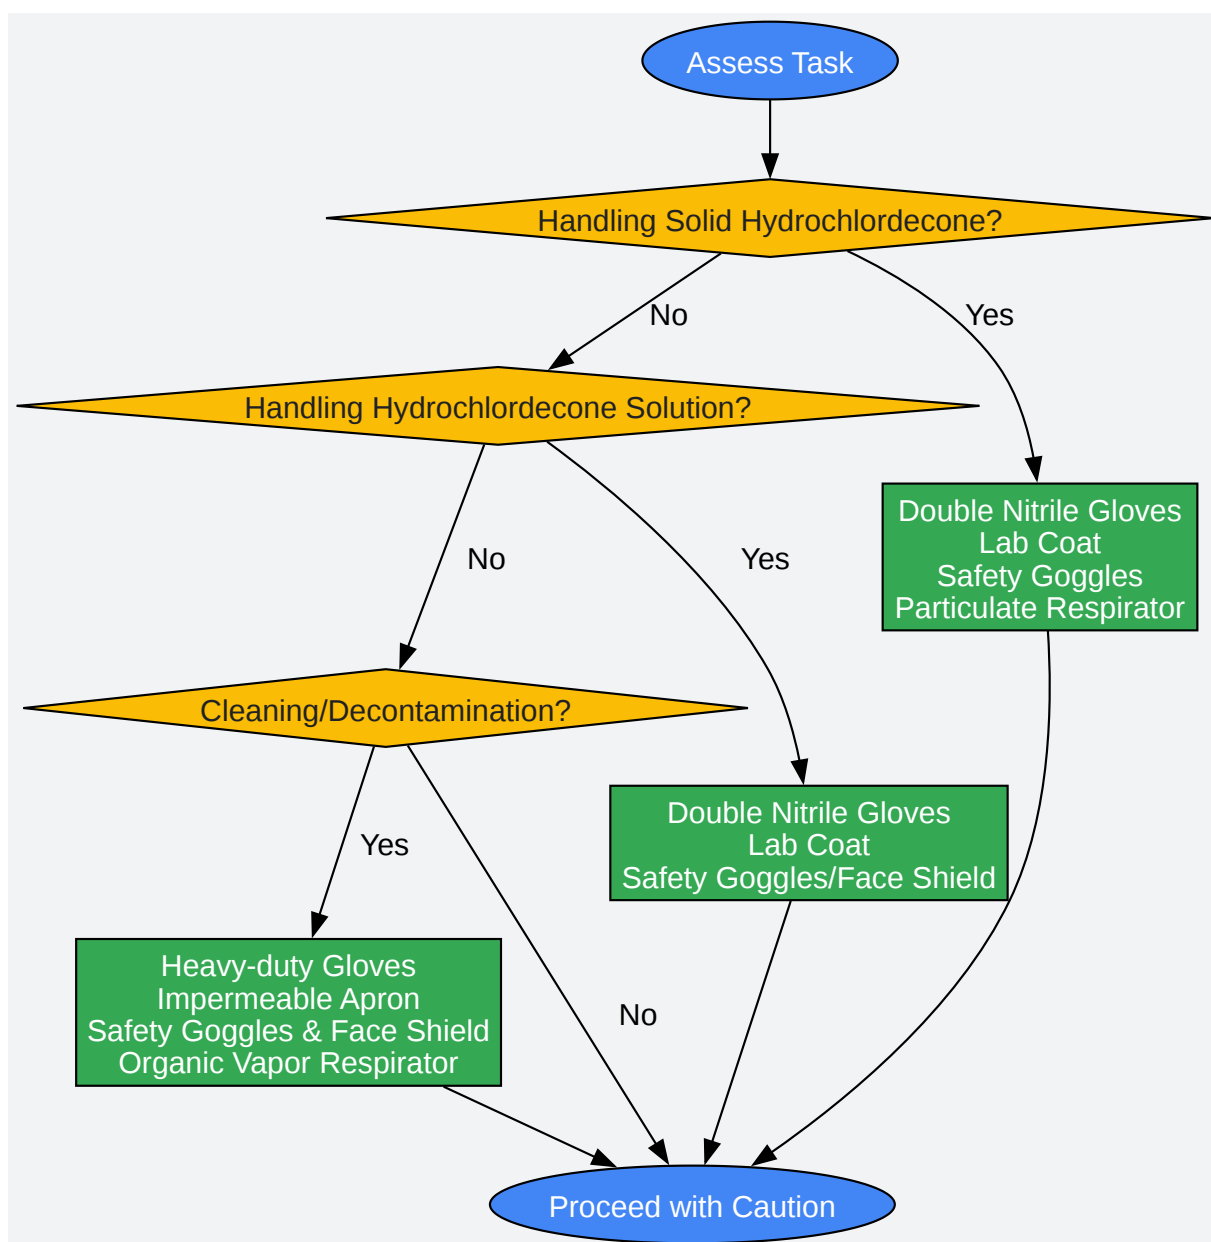 Assess Task
Handling Solid Hydrochlordecone?
No
Yes
Handling Hydrochlordecone Solution?
Double Nitrile Gloves
Lab Coat
Safety Goggles
Particulate Respirator
No
Yes
Cleaning/Decontamination?
Double Nitrile Gloves
Lab Coat
Safety Goggles/Face Shield
Yes
Heavy-duty Gloves
Impermeable Apron
Safety Goggles & Face Shield
Organic Vapor Respirator
No
Proceed with Caution